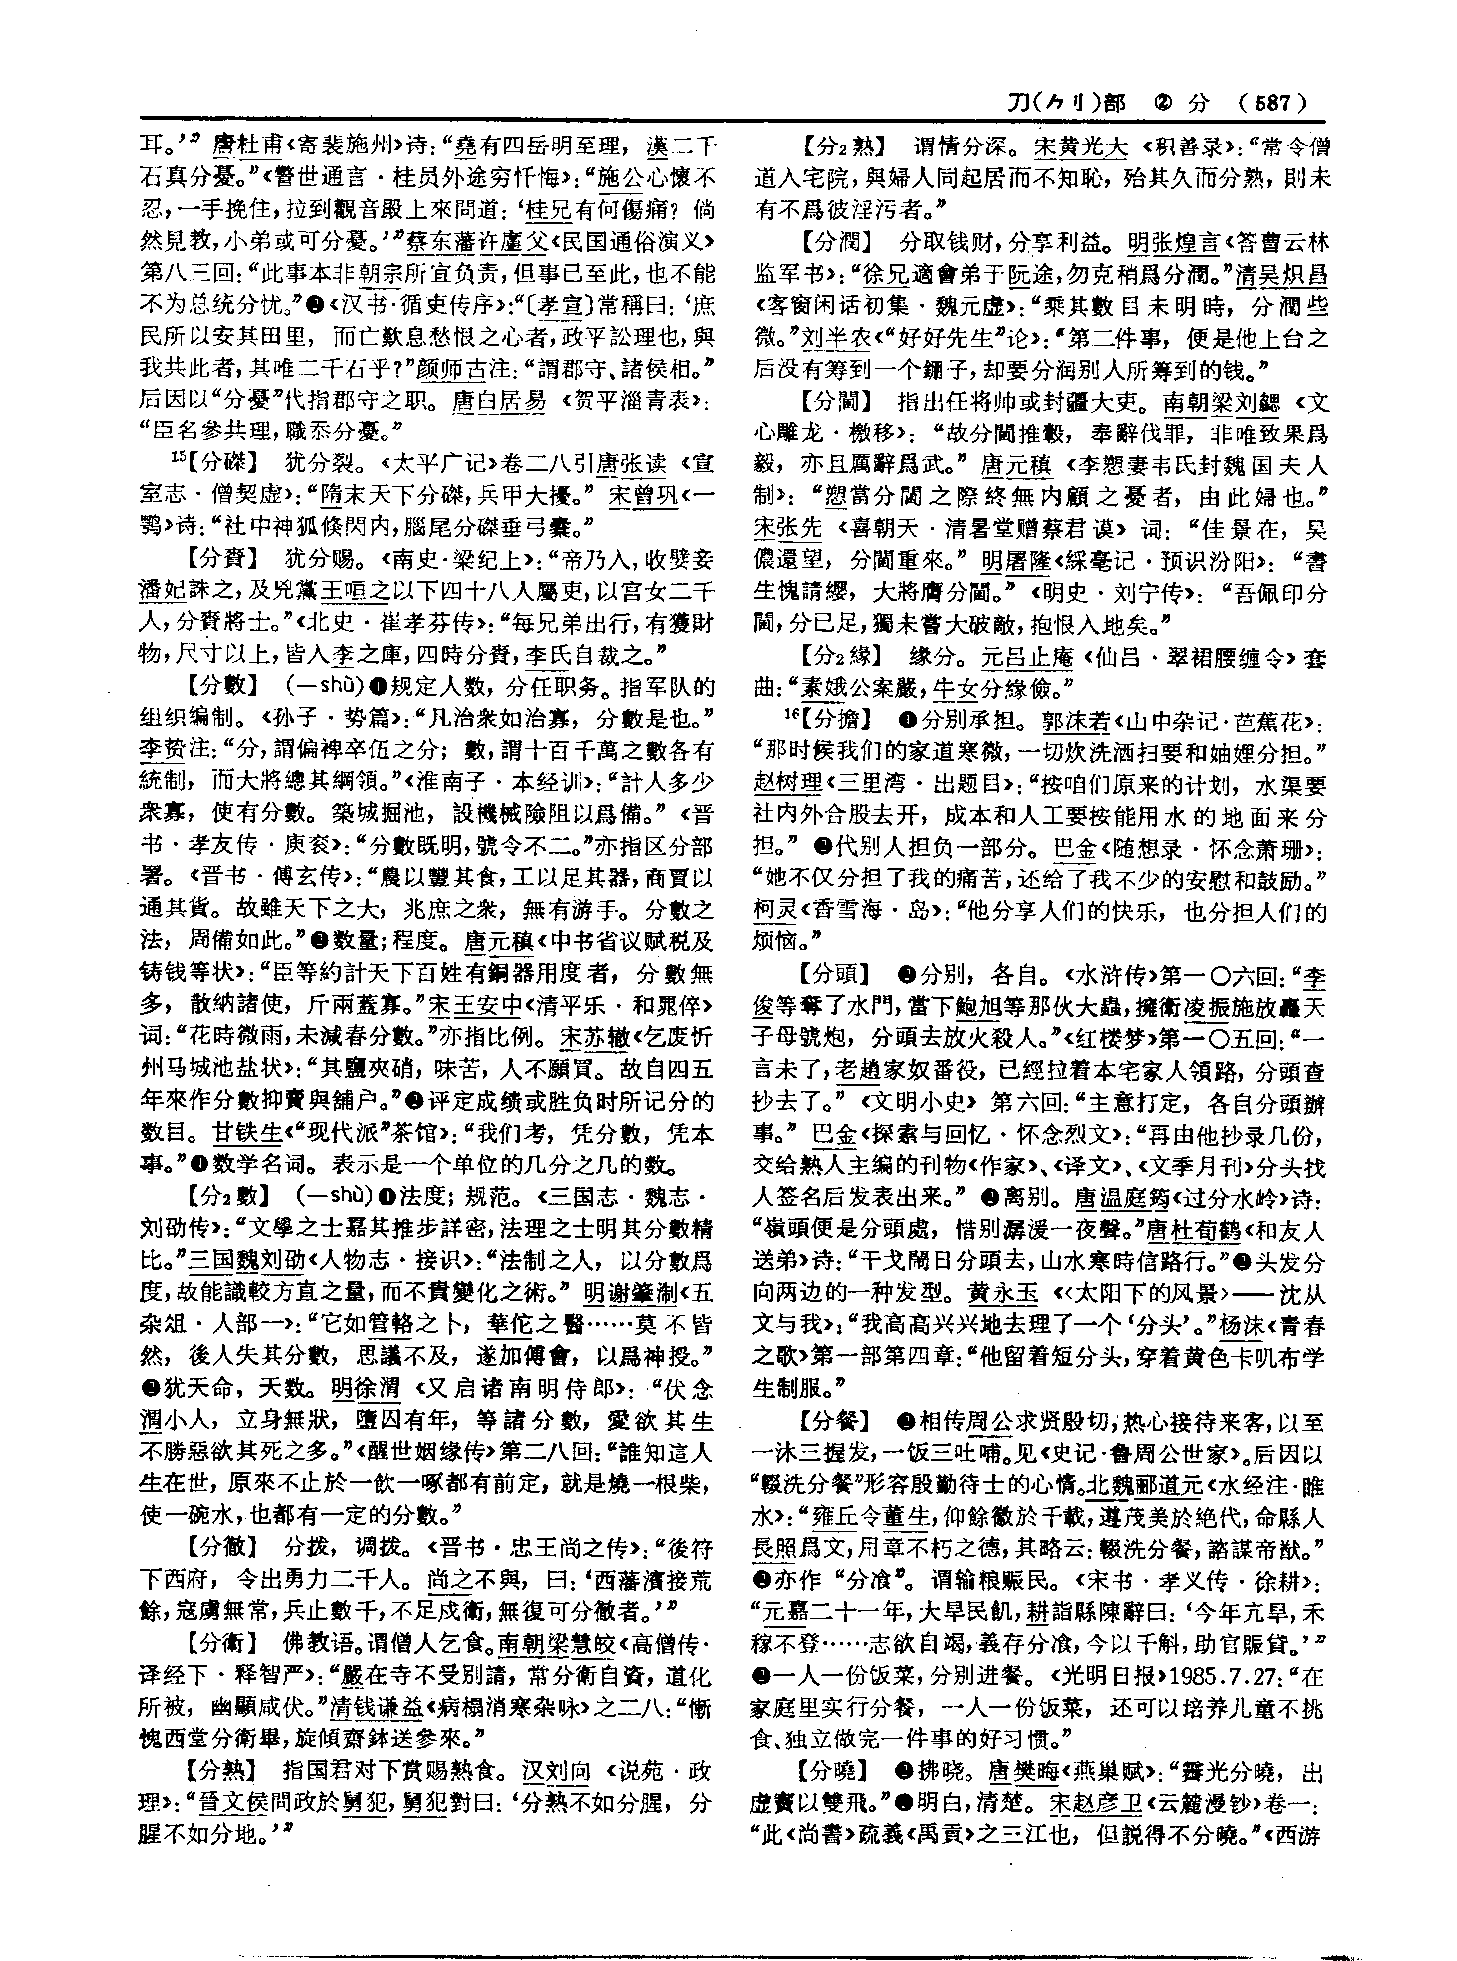 刀(⺈刂)部 ② 分 (587)
耳。’” 唐杜甫《寄裴施州》诗：“堯有四岳明至理，漢二千
石真分憂。”《警世通言·桂员外途穷忏悔》：“施公心懷不
忍，一手挽住，拉到觀音殿上來問道：‘桂兄有何傷痛？倘
然見教，小弟或可分憂。’”蔡东藩许廑父《民国通俗演义》
第八三回：“此事本非朝宗所宜负责，但事已至此，也不能
不为总统分忧。”❷《汉书·循吏传序》：“〔孝宣〕常稱曰：‘庶
民所以安其田里，而亡歎息愁恨之心者，政平訟理也，與
我共此者，其唯二千石乎？’”颜师古注：“謂郡守、諸侯相。”
后因以“分憂”代指郡守之职。唐白居易《贺平淄青表》：
“臣名參共理，職忝分憂。”
15【分磔】 犹分裂。《太平广记》卷二八引唐张读《宣
室志·僧契虚》：“隋末天下分磔，兵甲大擾。” 宋曾巩《一
鹗》诗：“社中神狐倏閃内，腦尾分磔垂弓櫜。”
【分賚】 犹分赐。《南史·梁纪上》：“帝乃入，收嬖妾
潘妃誅之，及兇黨王咺之以下四十八人屬吏，以宫女二千
人，分賚將士。”《北史·崔孝芬传》：“每兄弟出行，有獲財
物，尺寸以上，皆入李之庫，四時分賚，李氏自裁之。”
【分數】 (—shù)❶规定人数，分任职务。指军队的
组织编制。《孙子·势篇》：“凡治衆如治寡，分數是也。”
李贽注：“分，謂偏裨卒伍之分；數，謂十百千萬之數各有
統制，而大將總其綱領。”《淮南子·本经训》：“計人多少
衆寡，使有分數。築城掘池，設機械險阻以爲備。”《晋
书·孝友传·庾衮》：“分數既明，號令不二。”亦指区分部
署。《晋书·傅玄传》：“農以豐其食，工以足其器，商賈以
通其貨。故雖天下之大，兆庶之衆，無有游手。分數之
法，周備如此。”❷数量；程度。唐元稹《中书省议赋税及
铸钱等状》：“臣等約計天下百姓有銅器用度者，分數無
多，散納諸使，斤兩蓋寡。”宋王安中《清平乐·和晁倅》
词：“花時微雨，未減春分數。”亦指比例。宋苏辙《乞废忻
州马城池盐状》：“其鹽夾硝，味苦，人不願買。故自四五
年來作分數抑賣與舖户。”❸评定成绩或胜负时所记分的
数目。甘铁生《“现代派”茶馆》：“我们考，凭分數，凭本
事。”❹数学名词。表示是一个单位的几分之几的数。
【分₂數】 (—shù)❶法度；规范。《三国志·魏志·
刘劭传》：“文學之士嘉其推步詳密，法理之士明其分數精
比。”三国魏刘劭《人物志·接识》：“法制之人，以分數爲
度，故能識較方直之量，而不貴變化之術。” 明谢肇淛《五
杂俎·人部一》：“它如管輅之卜，華佗之醫……莫不皆
然，後人失其分數，思議不及，遂加傅會，以爲神授。”
❷犹天命，天数。明徐渭《又启诸南明侍郎》：“伏念
渭小人，立身無狀，墮囚有年，等諸分數，愛欲其生
不勝惡欲其死之多。”《醒世姻缘传》第二八回：“誰知這人
生在世，原來不止於一飲一啄都有前定，就是燒一根柴，
使一碗水，也都有一定的分數。”
【分徹】 分拨，调拨。《晋书·忠王尚之传》：“後符
下西府，令出勇力二千人。尚之不與，曰：‘西藩濱接荒
餘，寇虜無常，兵止數千，不足戍衛，無復可分徹者。’”
【分衛】 佛教语。谓僧人乞食。南朝梁慧皎《高僧传·
译经下·释智严》：“嚴在寺不受别請，常分衛自資，道化
所被，幽顯咸伏。”清钱谦益《病榻消寒杂咏》之二八：“慚
愧西堂分衛畢，旋傾齋鉢送參來。”
【分熟】 指国君对下赏赐熟食。汉刘向《说苑·政
理》：“晉文侯問政於舅犯，舅犯對曰：‘分熟不如分腥，分
腥不如分地。’”
【分₂熟】 谓情分深。宋黄光大《积善录》：“常令僧
道入宅院，與婦人同起居而不知恥，殆其久而分熟，則未
有不爲彼淫污者。”
【分潤】 分取钱财，分享利益。明张煌言《答曹云林
监军书》：“徐兄適會弟于阮途，勿克稍爲分潤。”清吴炽昌
《客窗闲话初集·魏元虚》：“乘其數目未明時，分潤些
微。”刘半农《“好好先生”论》：“第二件事，便是他上台之
后没有筹到一个鏰子，却要分润别人所筹到的钱。”
【分閫】 指出任将帅或封疆大吏。南朝梁刘勰《文
心雕龙·檄移》：“故分閫推轂，奉辭伐罪，非唯致果爲
毅，亦且厲辭爲武。” 唐元稹《李愬妻韦氏封魏国夫人
制》：“愬當分閫之際終無内顧之憂者，由此婦也。”
宋张先《喜朝天·清暑堂赠蔡君谟》词：“佳景在，吴
儂還望，分閫重來。” 明屠隆《綵毫记·预识汾阳》：“書
生愧請纓，大將膺分閫。”《明史·刘宁传》：“吾佩印分
閫，分已足，獨未嘗大破敵，抱恨入地矣。”
【分₂緣】 缘分。元吕止庵《仙吕·翠裙腰缠令》套
曲：“素娥公案嚴，牛女分緣儉。”
16【分擔】 ❶分别承担。郭沫若《山中杂记·芭蕉花》：
“那时候我们的家道寒微，一切炊洗洒扫要和妯娌分担。”
赵树理《三里湾·出题目》：“按咱们原来的计划，水渠要
社内外合股去开，成本和人工要按能用水的地面来分
担。” ❷代别人担负一部分。巴金《随想录·怀念萧珊》：
“她不仅分担了我的痛苦，还给了我不少的安慰和鼓励。”
柯灵《香雪海·岛》：“他分享人们的快乐，也分担人们的
烦恼。”
【分頭】 ❶分别，各自。《水浒传》第一〇六回：“李
俊等奪了水門，當下鮑旭等那伙大蟲，擁衛凌振施放轟天
子母號炮，分頭去放火殺人。”《红楼梦》第一〇五回：“一
言未了，老趙家奴番役，已經拉着本宅家人領路，分頭查
抄去了。”《文明小史》第六回：“主意打定，各自分頭辦
事。” 巴金《探索与回忆·怀念烈文》：“再由他抄录几份，
交给熟人主编的刊物《作家》、《译文》、《文季月刊》分头找
人签名后发表出来。” ❷离别。唐温庭筠《过分水岭》诗：
“嶺頭便是分頭處，惜别潺湲一夜聲。”唐杜荀鹤《和友人
送弟》诗：“干戈鬧日分頭去，山水寒時信路行。”❸头发分
向两边的一种发型。黄永玉《〈太阳下的风景〉——沈从
文与我》：“我高高兴兴地去理了一个‘分头’。”杨沫《青春
之歌》第一部第四章：“他留着短分头，穿着黄色卡叽布学
生制服。”
【分餐】 ❶相传周公求贤殷切，热心接待来客，以至
一沐三握发，一饭三吐哺。见《史记·鲁周公世家》。后因以
“輟洗分餐”形容殷勤待士的心情。北魏郦道元《水经注·睢
水》：“雍丘令董生，仰餘徽於千載，遵茂美於絶代，命縣人
長照爲文，用章不朽之德，其略云：輟洗分餐，諮謀帝猷。”
❷亦作“分飡”。谓输粮赈民。《宋书·孝义传·徐耕》：
“元嘉二十一年，大旱民飢，耕詣縣陳辭曰：‘今年亢旱，禾
稼不登……志欲自竭，義存分飡，今以千斛，助官賑貸。’”
❸一人一份饭菜，分别进餐。《光明日报》1985.7.27：“在
家庭里实行分餐，一人一份饭菜，还可以培养儿童不挑
食、独立做完一件事的好习惯。”
【分曉】 ❶拂晓。唐樊晦《燕巢赋》：“霽光分曉，出
虚竇以雙飛。”❷明白，清楚。宋赵彦卫《云麓漫钞》卷一：
“此《尚書》疏義《禹貢》之三江也，但説得不分曉。”《西游